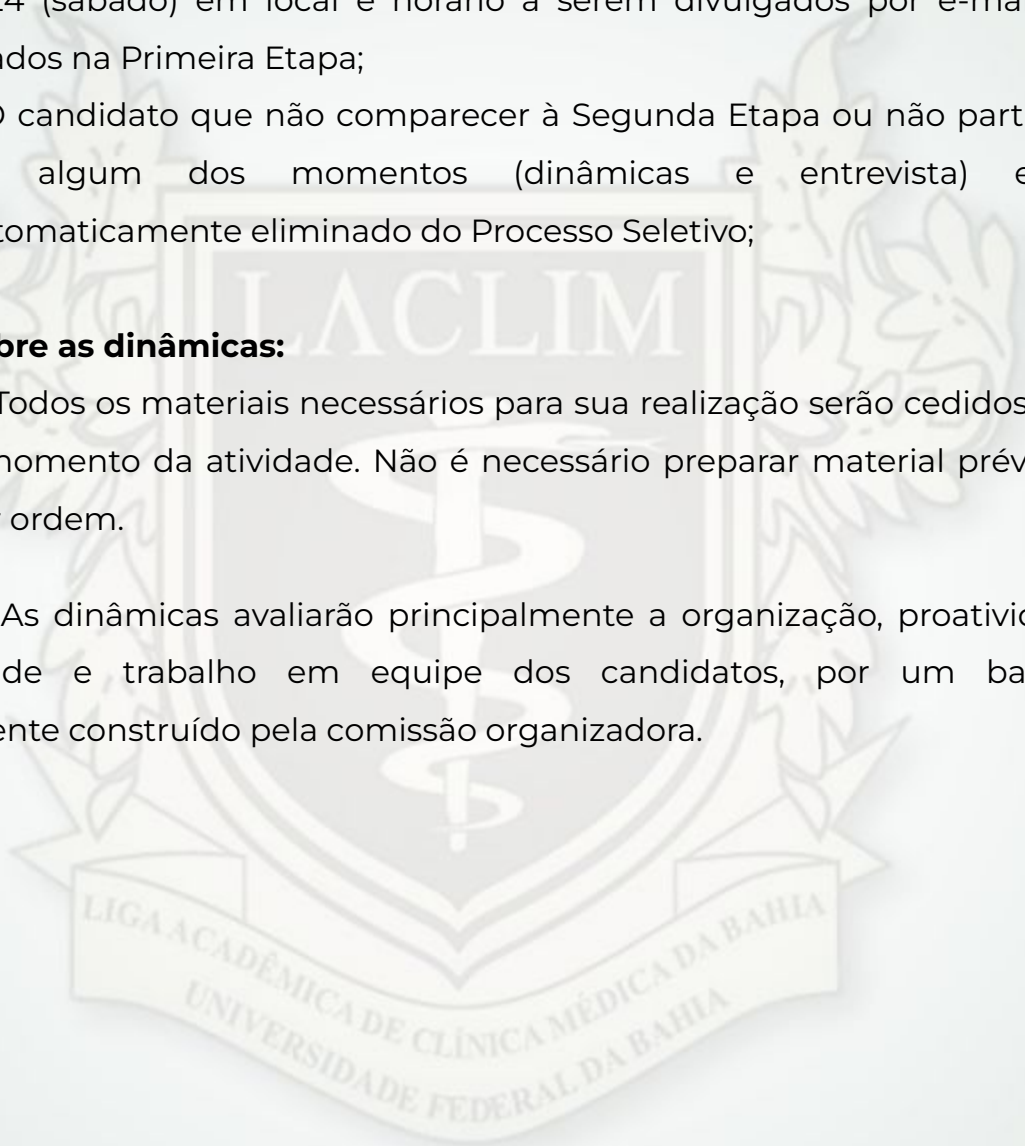 24 (sábado) em local e horário a serem divulgados por e-ma
ados na Primeira Etapa;
O candidato que não comparecer à Segunda Etapa ou não part
algum dos momentos (dinâmicas e entrevista) e
tomaticamente eliminado do Processo Seletivo;
bre as dinâmicas:
Todos os materiais necessários para sua realização serão cedidos
momento da atividade. Não é necessário preparar material prév
ordem.
As dinâmicas avaliarão principalmente a organização, proativid
de e trabalho em equipe dos candidatos, por um ba
ente construído pela comissão organizadora.
LACLIM
LIGA ACADÊMICA DE CLÍNICA MÉDICA DA BAHIA
UNIVERSIDADE FEDERAL DA BAHIA